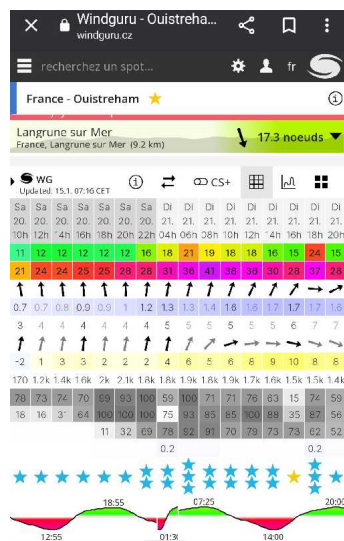 Windguru - Ouistreha...
windguru.cz
recherchez un spot...
fr
France - Ouistreham
Langrune sur Mer
France, Langrune sur Mer (9.2 km)
17.3 noeuds
WG
Updated: 15.1. 07:16 CET
CS+
Sa Sa Sa Sa Sa Sa Sa Di Di Di Di Di Di Di Di Di
20. 20. 20. 20. 20. 20. 20. 21. 21. 21. 21. 21. 21. 21. 21. 21.
10h 12h 14h 16h 18h 20h 22h 04h 06h 08h 10h 12h 14h 16h 18h 20h
11 12 12 12 12 12 16 18 21 19 18 18 16 15 24 15
21 24 24 25 25 28 28 31 36 41 38 36 30 28 37 28
0.7 0.7 0.8 0.9 0.9 1 1.2 1.3 1.3 1.4 1.6 1.6 1.7 1.7 1.7 1.6
3 4 4 4 4 4 4 5 5 5 5 5 5 6 7 7
-2 1 3 3 2 2 2 4 6 5 6 8 9 10 8 8
170 1.2k 1.4k 1.6k 2k 2.1k 1.8k 1.8k 1.9k 1.8k 1.9k 1.7k 1.6k 1.5k 1.5k 1.4k
78 73 74 70 99 93 100 59 100 71 71 76 63 15 74 59
18 16 31 64 100 100 100 75 93 85 85 100 88 35 87 56
11 32 69 78 92 91 70 79 73 73 62 52
0.2 0.2
18:55 07:25 20:00
12:55 01:30 14:00